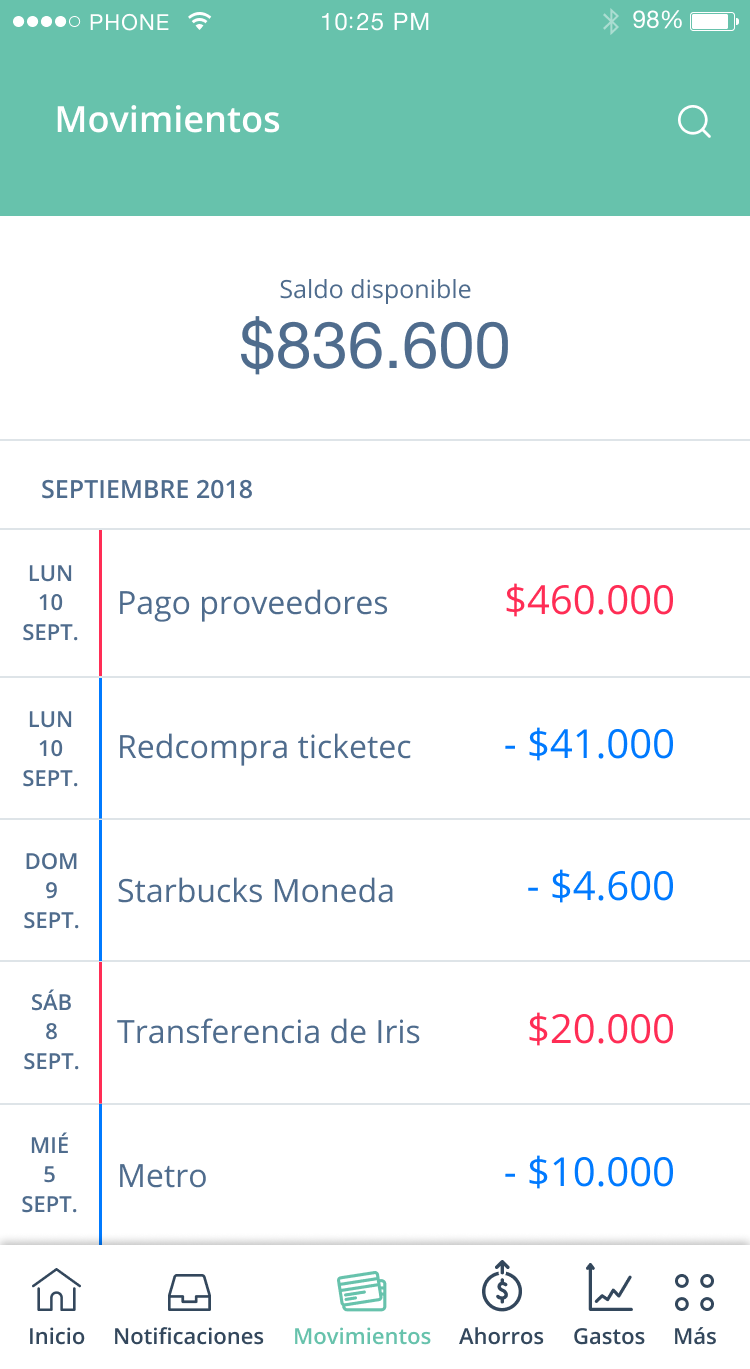 PHONE 10:25 PM 98%
Movimientos
Saldo disponible
$836.600
SEPTIEMBRE 2018
LUN
10
SEPT.
Pago proveedores $460.000
LUN
10
SEPT.
Redcompra ticketec - $41.000
DOM
9
SEPT.
Starbucks Moneda - $4.600
SÁB
8
SEPT.
Transferencia de Iris $20.000
MIÉ
5
SEPT.
Metro - $10.000
Inicio Notificaciones Movimientos Ahorros Gastos Más